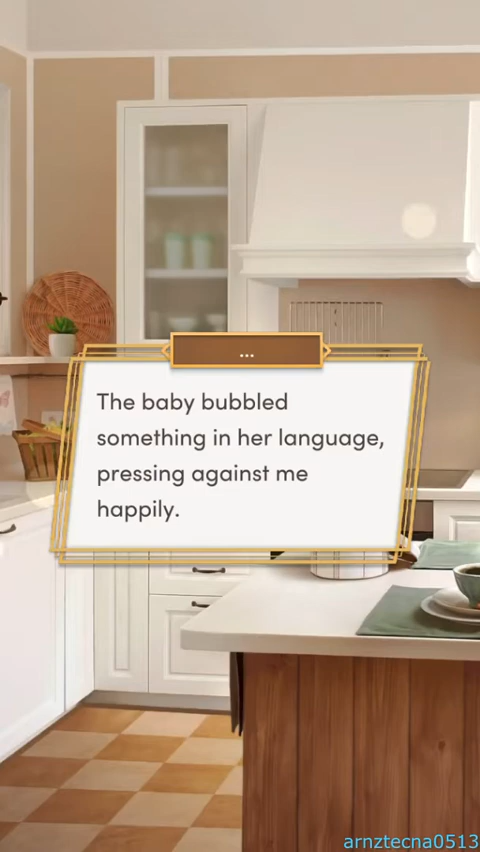 ...
The baby bubbled
something in her language,
pressing against me
happily.
arnztecna0513